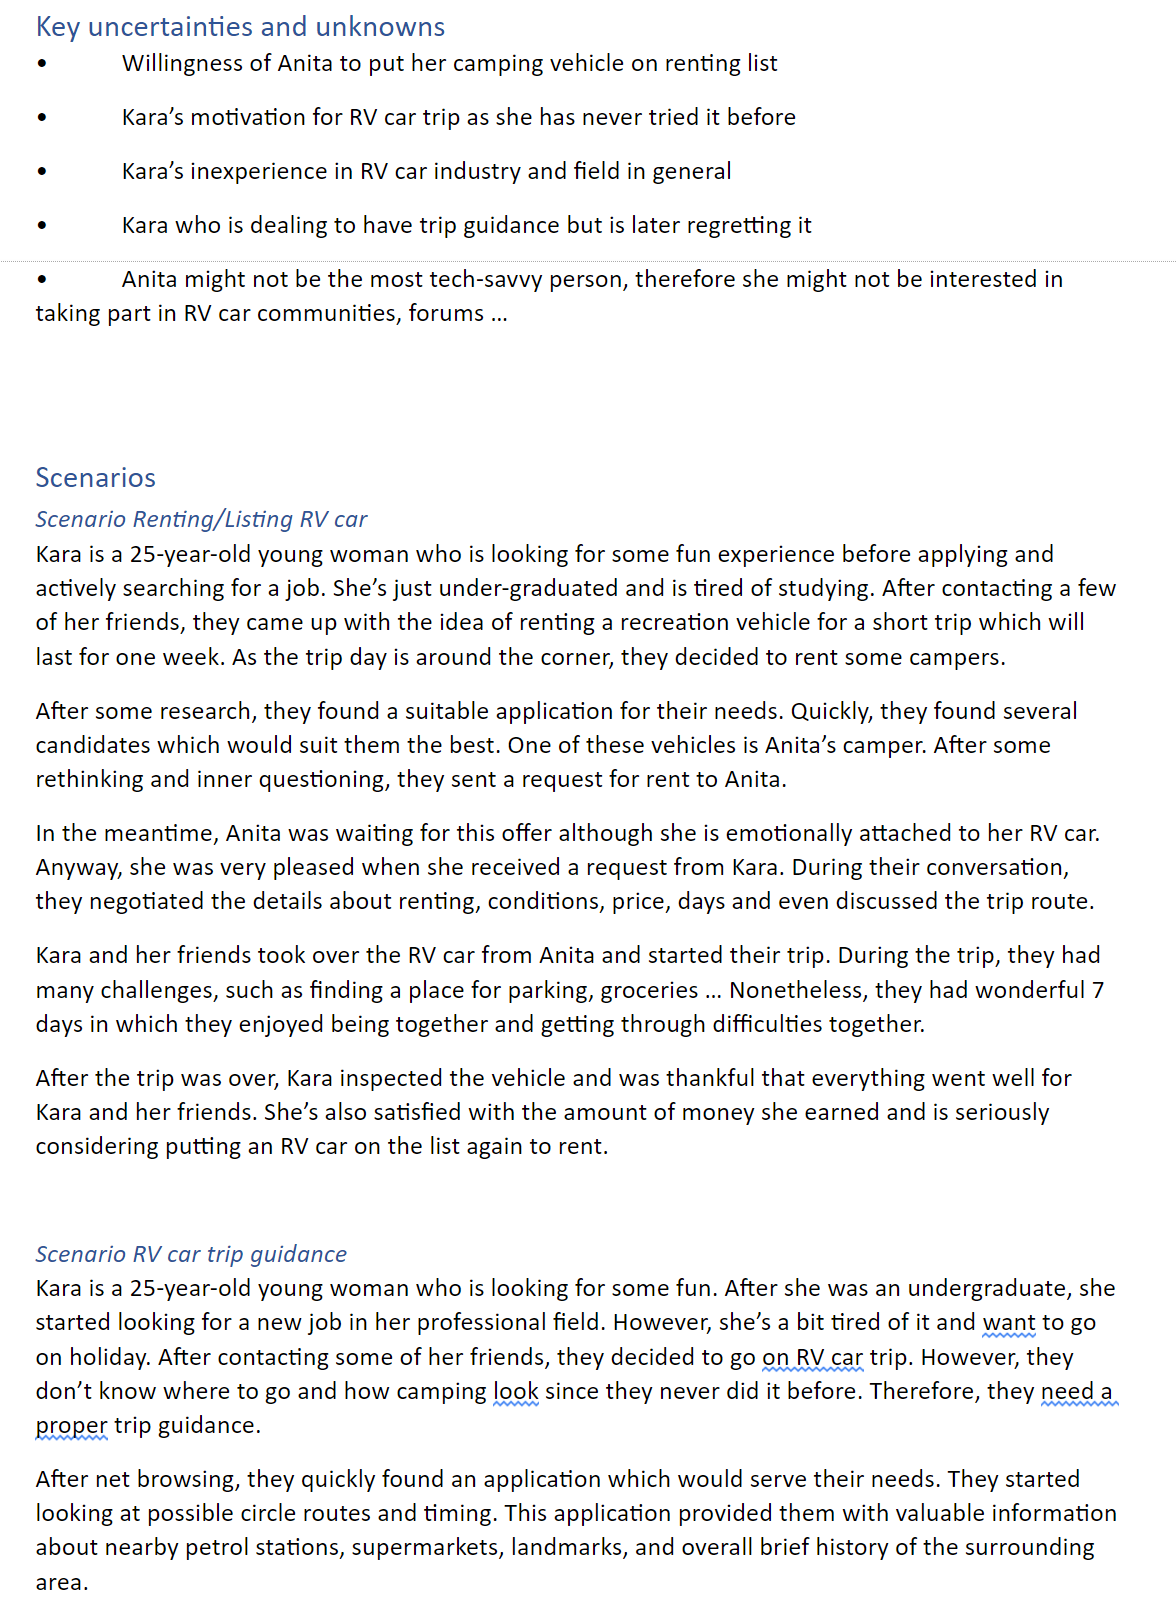 Key uncertainties and unknowns
• Willingness of Anita to put her camping vehicle on renting list
• Kara’s motivation for RV car trip as she has never tried it before
• Kara’s inexperience in RV car industry and field in general
• Kara who is dealing to have trip guidance but is later regretting it
• Anita might not be the most tech-savvy person, therefore she might not be interested in
taking part in RV car communities, forums …
Scenarios
Scenario Renting/Listing RV car
Kara is a 25-year-old young woman who is looking for some fun experience before applying and
actively searching for a job. She’s just under-graduated and is tired of studying. After contacting a few
of her friends, they came up with the idea of renting a recreation vehicle for a short trip which will
last for one week. As the trip day is around the corner, they decided to rent some campers.
After some research, they found a suitable application for their needs. Quickly, they found several
candidates which would suit them the best. One of these vehicles is Anita’s camper. After some
rethinking and inner questioning, they sent a request for rent to Anita.
In the meantime, Anita was waiting for this offer although she is emotionally attached to her RV car.
Anyway, she was very pleased when she received a request from Kara. During their conversation,
they negotiated the details about renting, conditions, price, days and even discussed the trip route.
Kara and her friends took over the RV car from Anita and started their trip. During the trip, they had
many challenges, such as finding a place for parking, groceries … Nonetheless, they had wonderful 7
days in which they enjoyed being together and getting through difficulties together.
After the trip was over, Kara inspected the vehicle and was thankful that everything went well for
Kara and her friends. She’s also satisfied with the amount of money she earned and is seriously
considering putting an RV car on the list again to rent.
Scenario RV car trip guidance
Kara is a 25-year-old young woman who is looking for some fun. After she was an undergraduate, she
started looking for a new job in her professional field. However, she’s a bit tired of it and want to go
on holiday. After contacting some of her friends, they decided to go on RV car trip. However, they
don’t know where to go and how camping look since they never did it before. Therefore, they need a
proper trip guidance.
After net browsing, they quickly found an application which would serve their needs. They started
looking at possible circle routes and timing. This application provided them with valuable information
about nearby petrol stations, supermarkets, landmarks, and overall brief history of the surrounding
area.